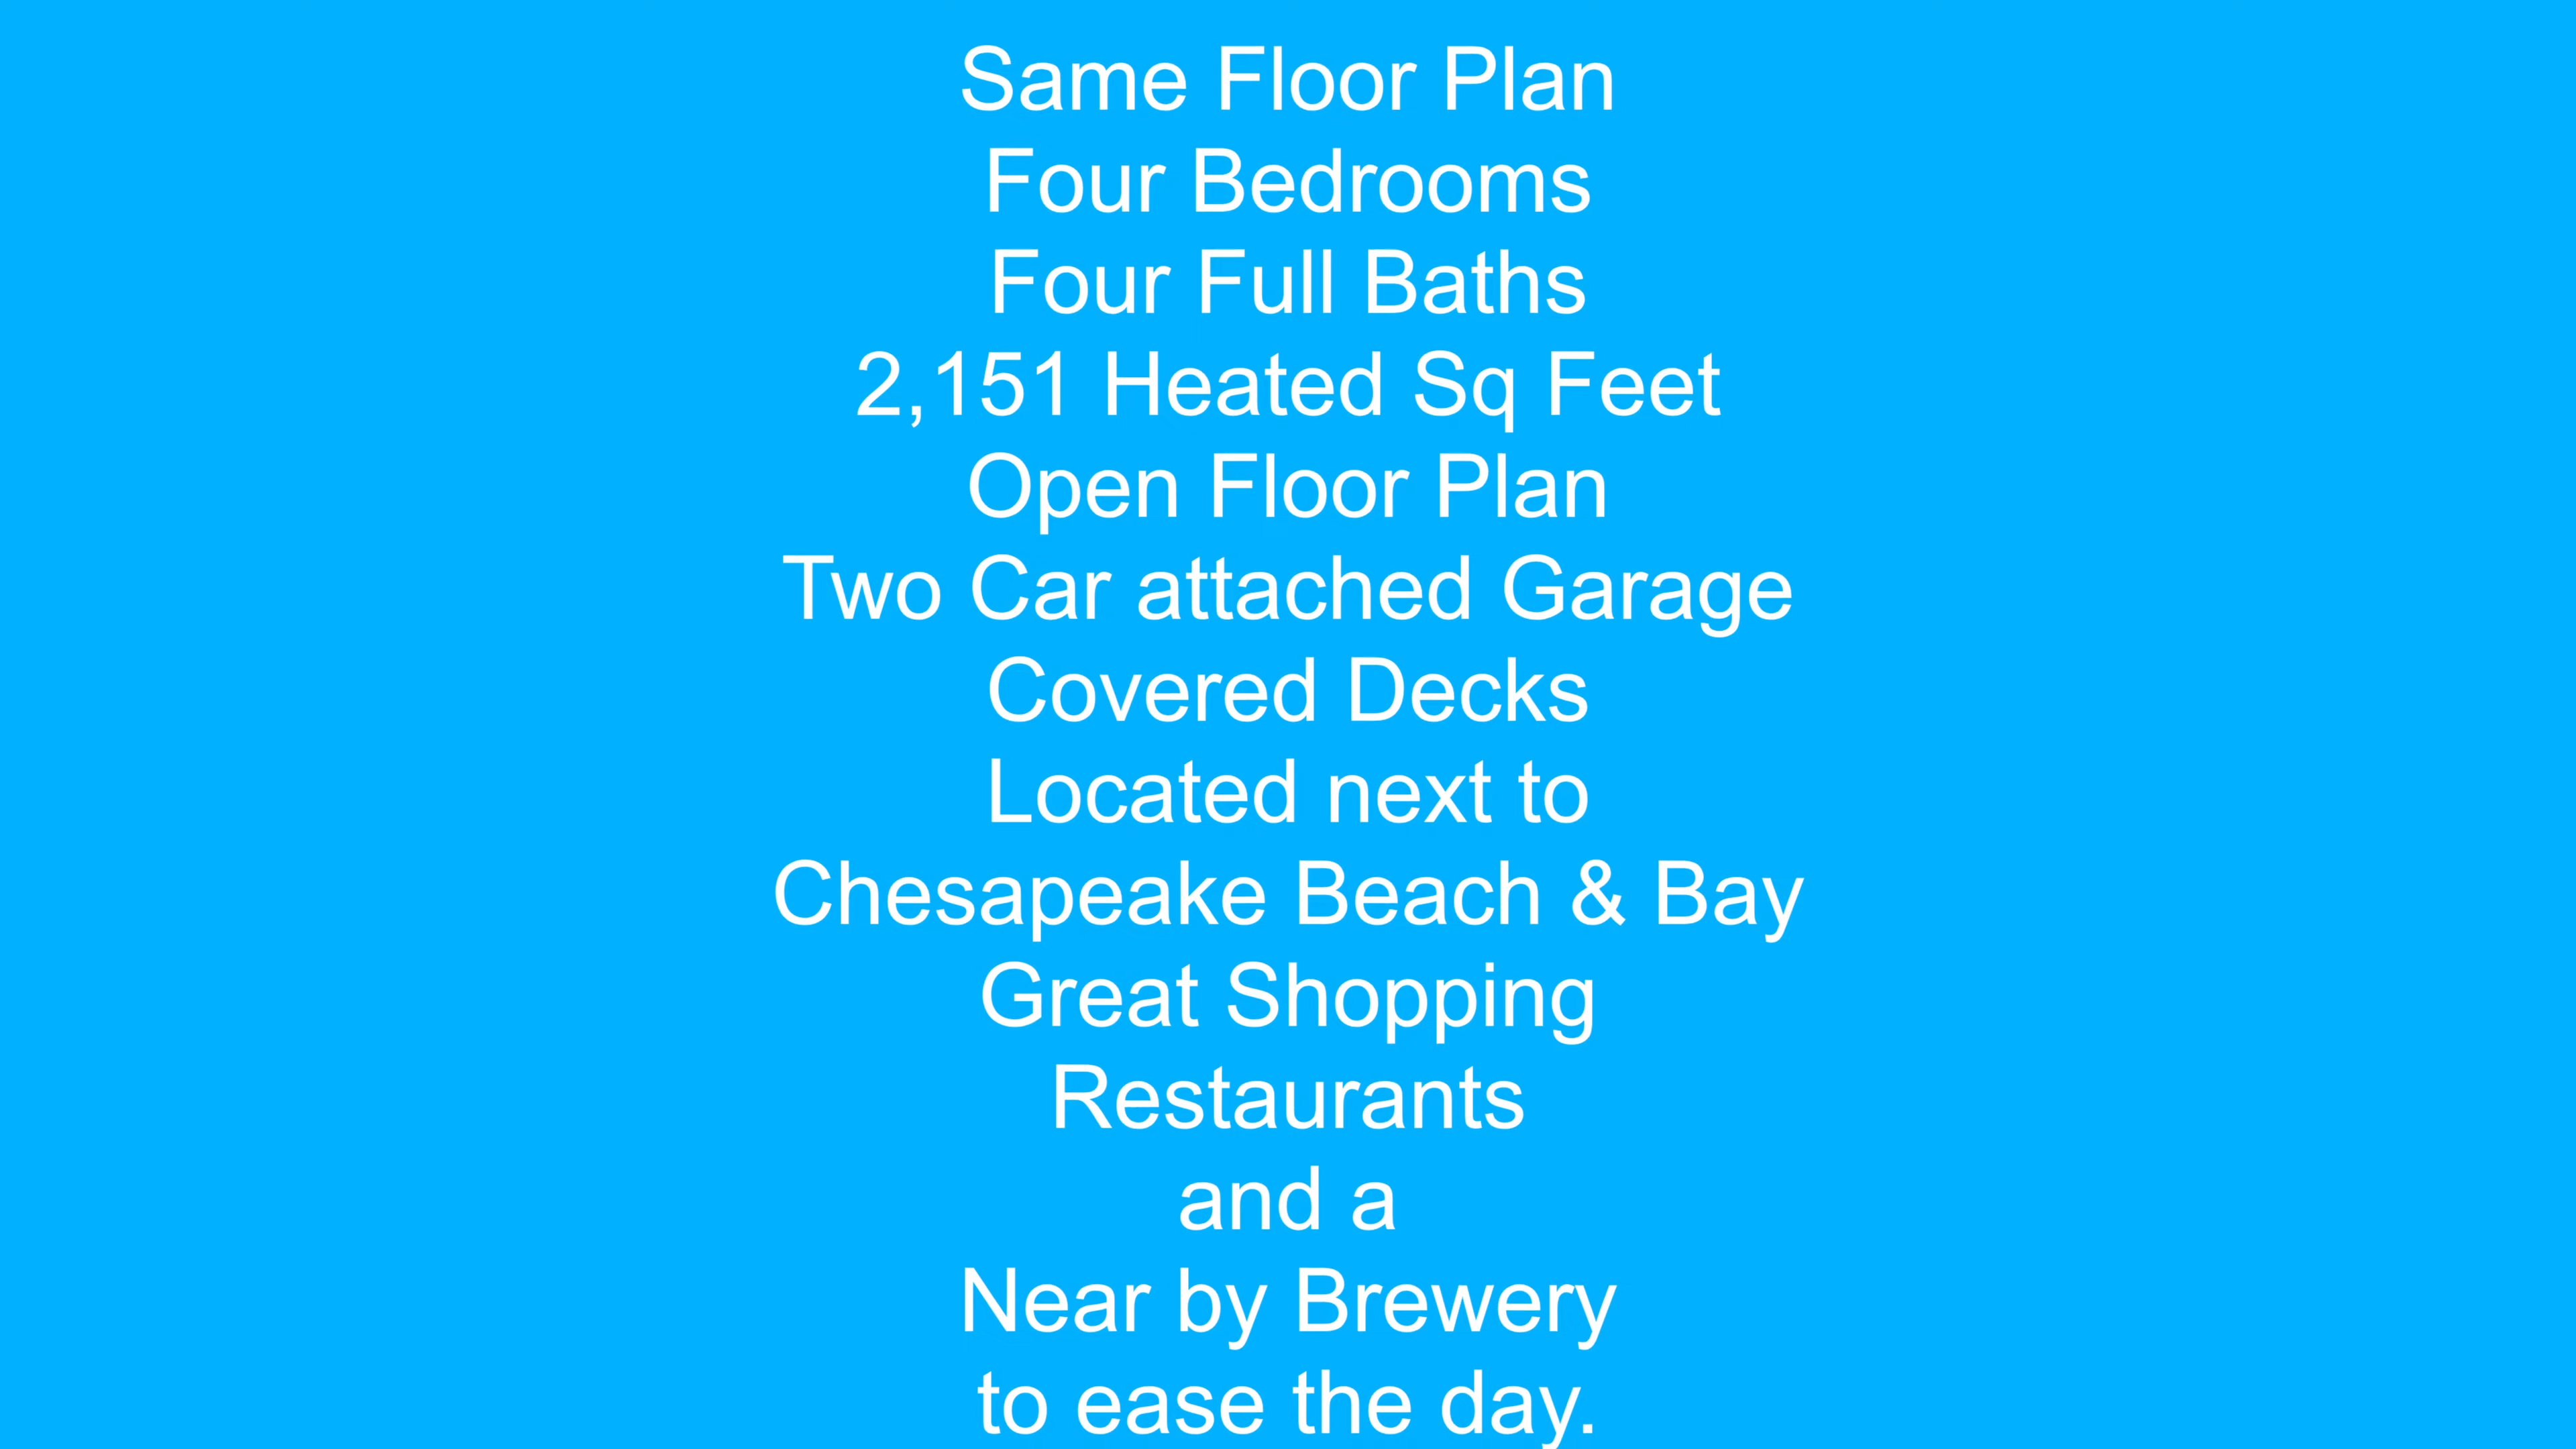 Same Floor Plan
Four Bedrooms
Four Full Baths
2,151 Heated Sq Feet
Open Floor Plan
Two Car attached Garage
Covered Decks
Located next to
Chesapeake Beach & Bay
Great Shopping
Restaurants
and a
Near by Brewery
to ease the day.